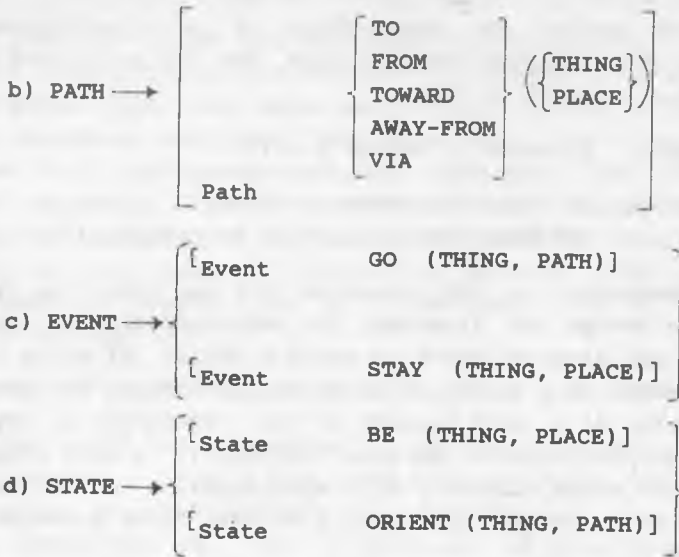 TO
FROM {THING
b) PATH → TOWARD ({THING})
AWAY-FROM {PLACE}
VIA
Path
[Event GO (THING, PATH)]
c) EVENT →
[Event STAY (THING, PLACE)]
[State BE (THING, PLACE)]
d) STATE →
[State ORIENT (THING, PATH)]